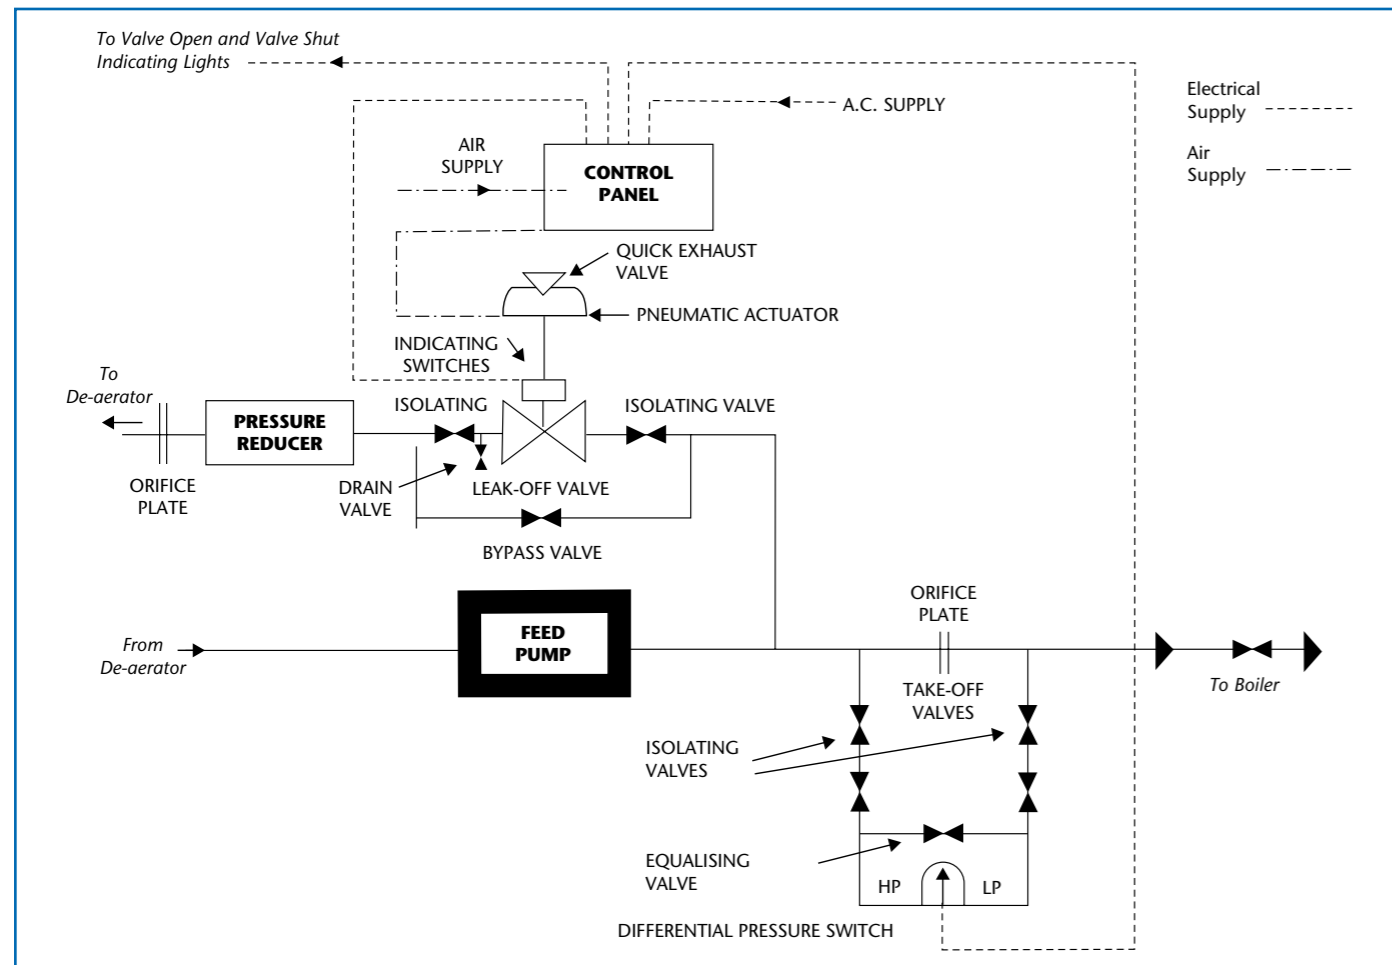 To Valve Open and Valve Shut
Indicating Lights
A.C. SUPPLY
Electrical
Supply
Air
Supply
AIR
SUPPLY
CONTROL
PANEL
QUICK EXHAUST
VALVE
PNEUMATIC ACTUATOR
INDICATING
SWITCHES
To
De-aerator
PRESSURE
REDUCER
ISOLATING
ISOLATING VALVE
ORIFICE
PLATE
DRAIN
VALVE
LEAK-OFF VALVE
BYPASS VALVE
From
De-aerator
FEED
PUMP
ORIFICE
PLATE
TAKE-OFF
VALVES
To Boiler
ISOLATING
VALVES
EQUALISING
VALVE
HP
LP
DIFFERENTIAL PRESSURE SWITCH